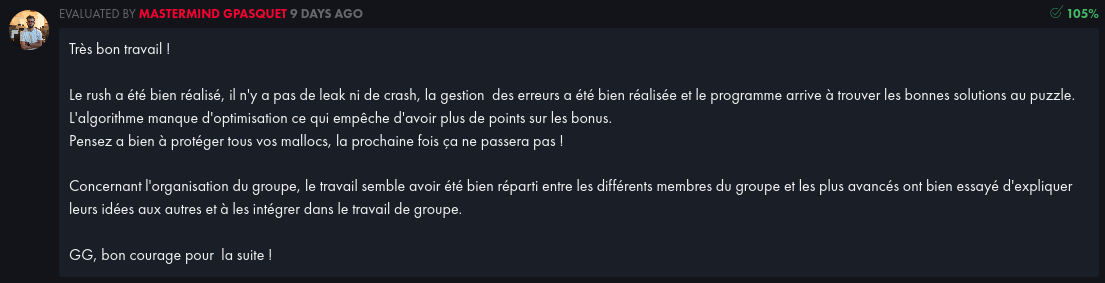 EVALUATED BY MASTERMIND GPASQUET 9 DAYS AGO 105%
Très bon travail !
Le rush a été bien réalisé, il n'y a pas de leak ni de crash, la gestion  des erreurs a été bien réalisée et le programme arrive à trouver les bonnes solutions au puzzle.
L'algorithme manque d'optimisation ce qui empêche d'avoir plus de points sur les bonus.
Pensez a bien à protéger tous vos mallocs, la prochaine fois ça ne passera pas !
Concernant l'organisation du groupe, le travail semble avoir été bien réparti entre les différents membres du groupe et les plus avancés ont bien essayé d'expliquer
leurs idées aux autres et à les intégrer dans le travail de groupe.
GG, bon courage pour  la suite !